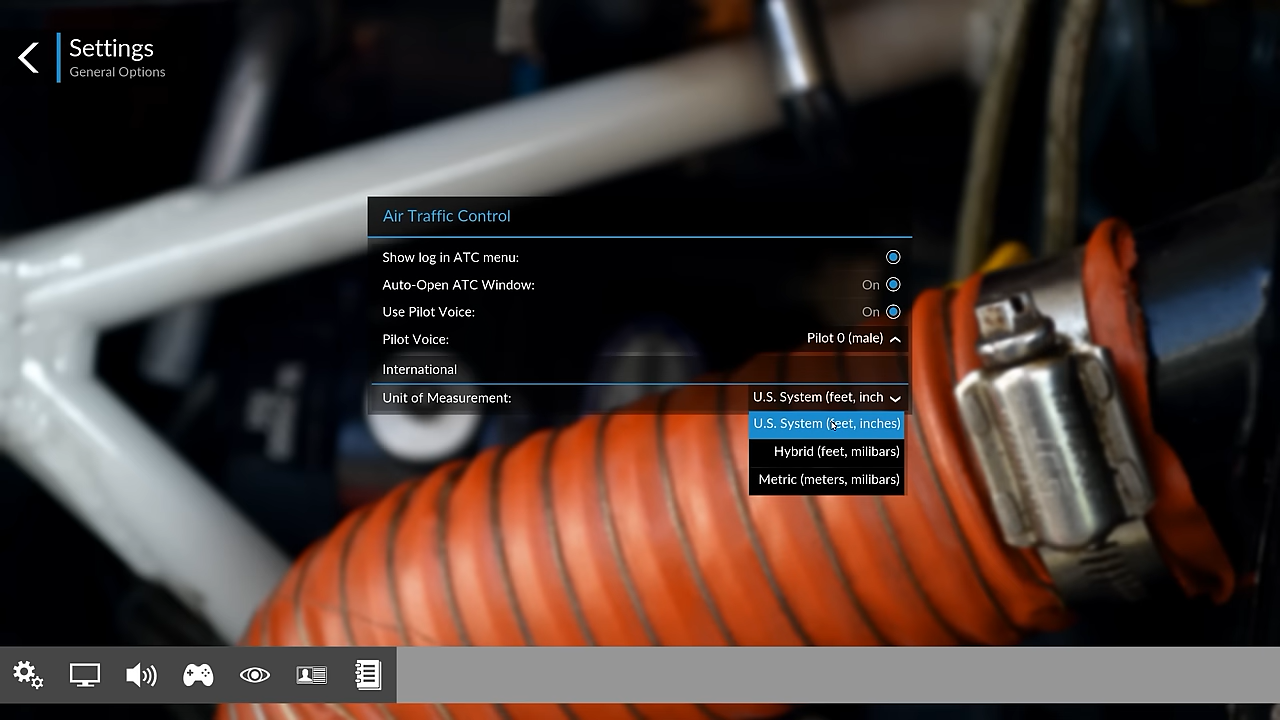 Settings
General Options
Air Traffic Control
Show log in ATC menu:
Auto-Open ATC Window: On
Use Pilot Voice: On
Pilot Voice: Pilot 0 (male)
International
Unit of Measurement: U.S. System (feet, inch
U.S. System (feet, inches)
Hybrid (feet, milibars)
Metric (meters, milibars)